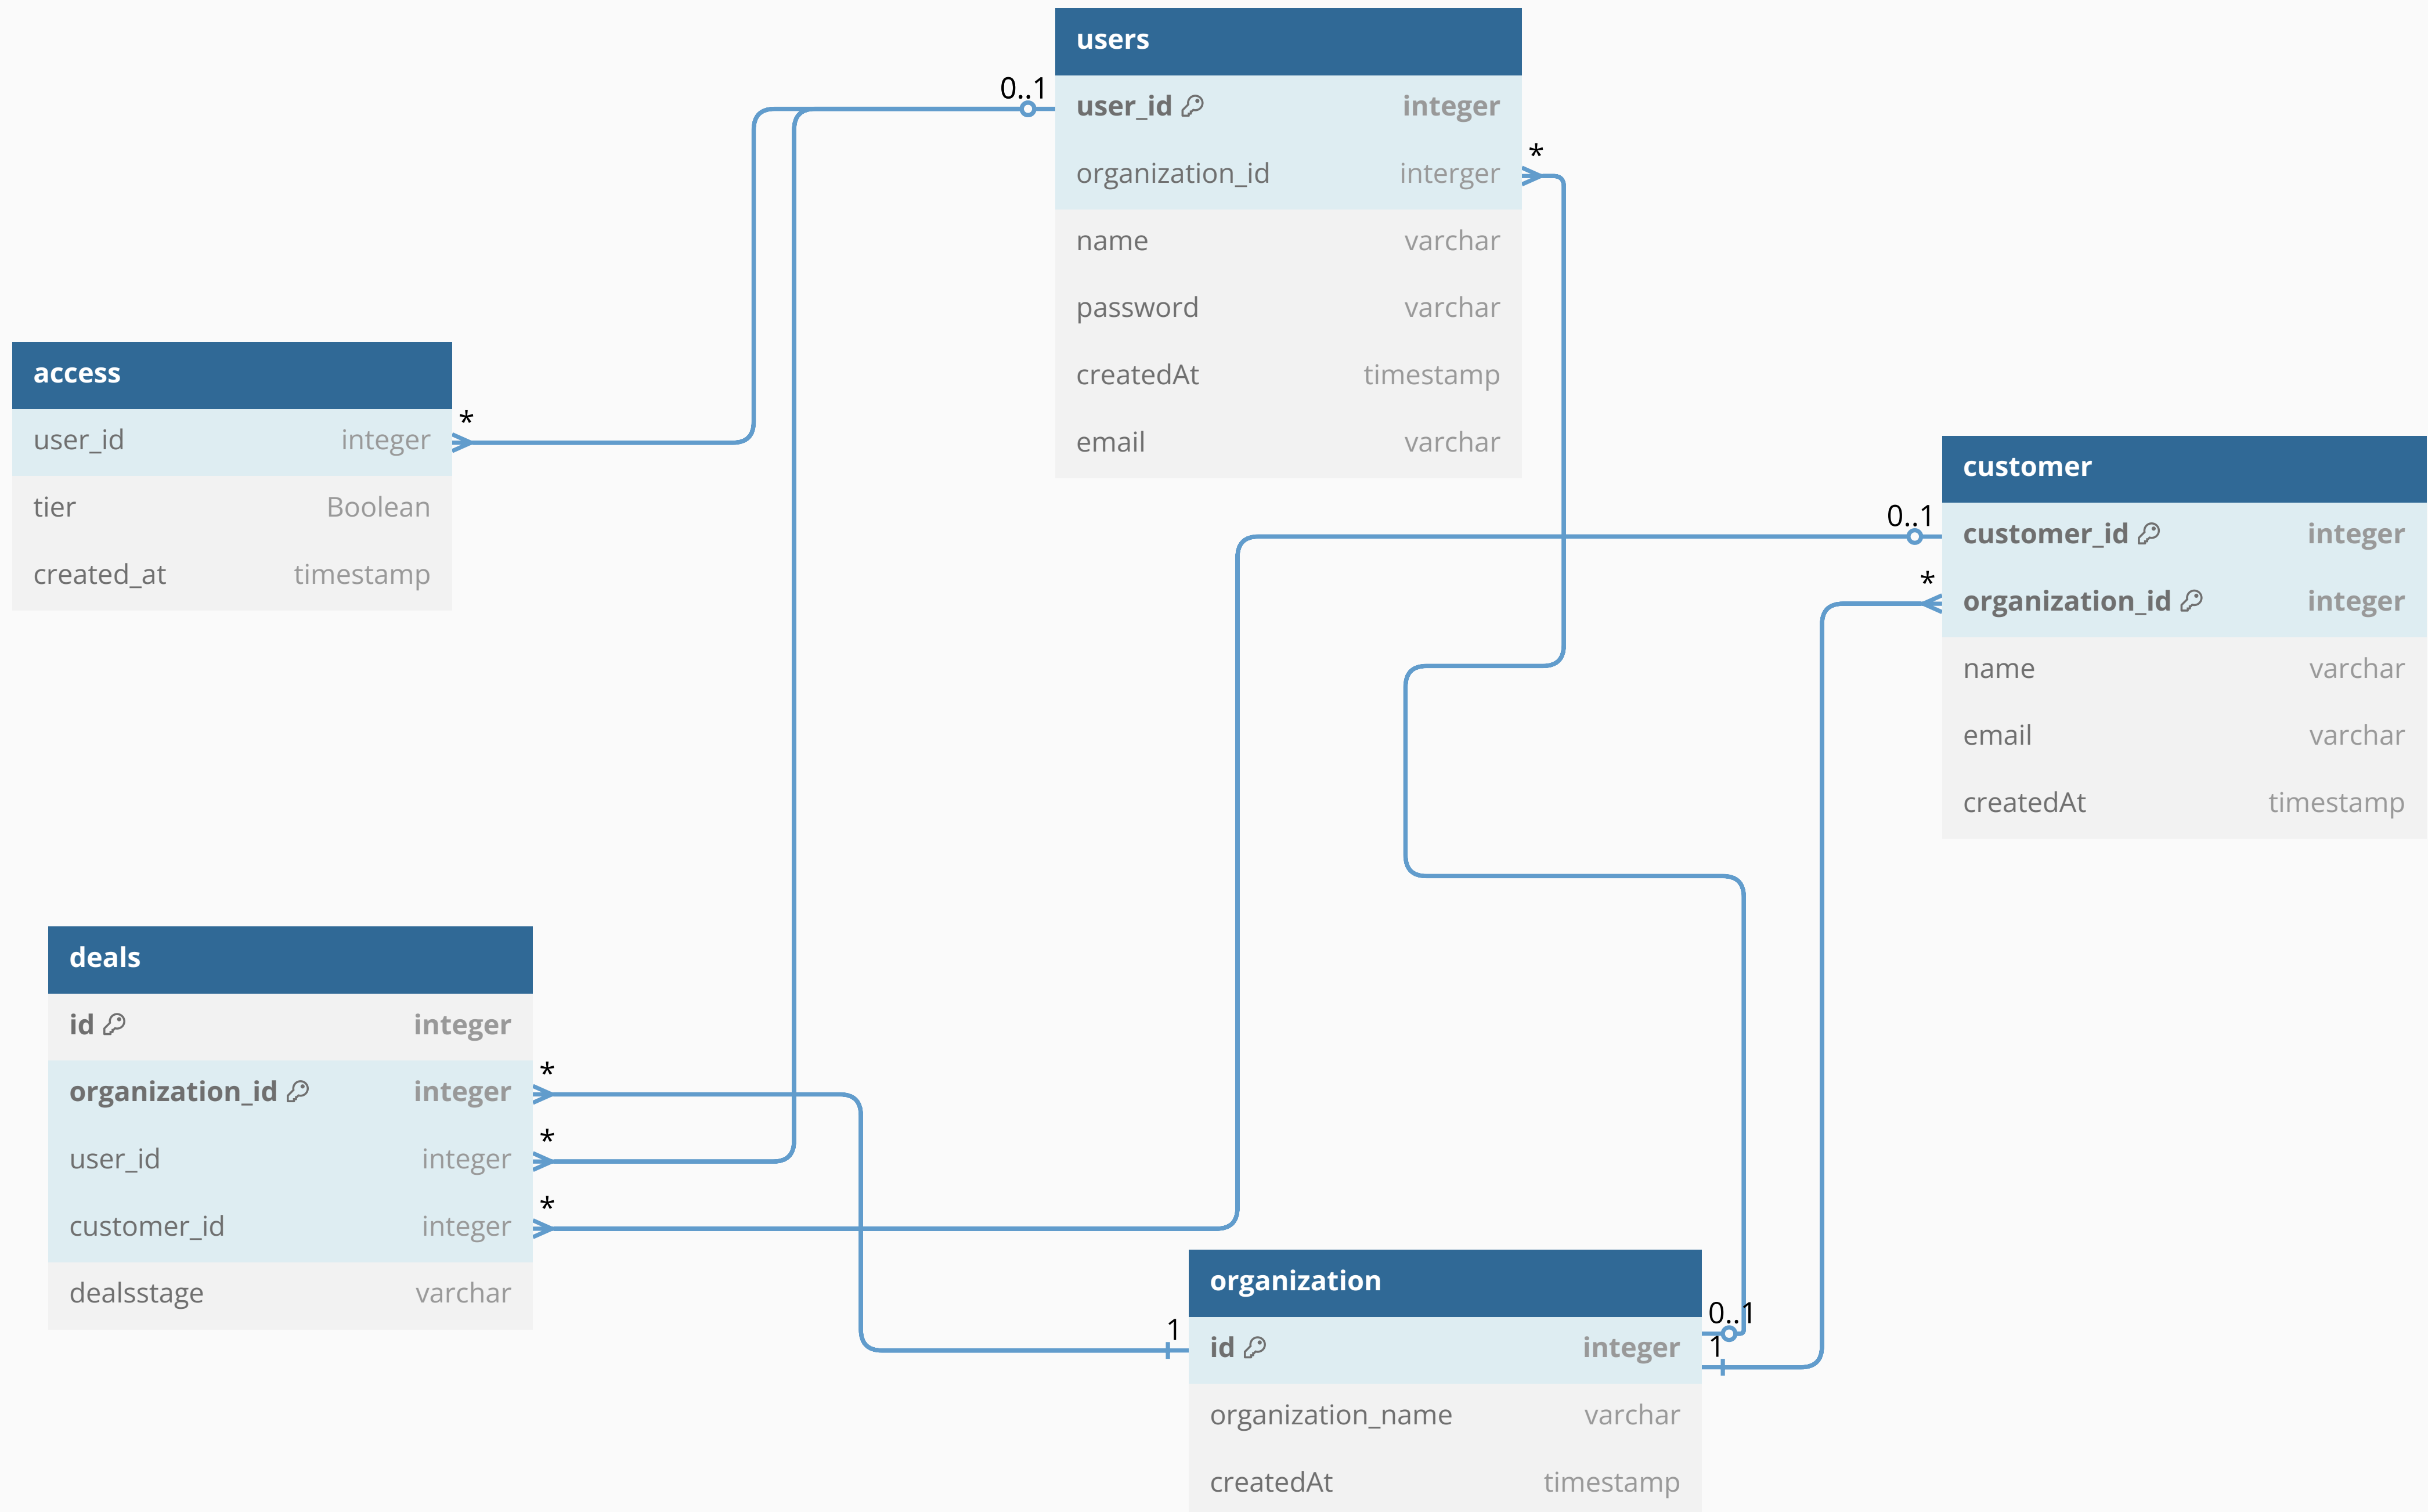 users
0..1
user_id integer
*
organization_id interger
name varchar
password varchar
createdAt timestamp
email varchar
access
*
user_id integer
tier Boolean
created_at timestamp
customer
0..1
customer_id integer
*
organization_id integer
name varchar
email varchar
createdAt timestamp
deals
id integer
*
organization_id integer
*
user_id integer
*
customer_id integer
dealsstage varchar
organization
1
0..1
id integer
1
organization_name varchar
createdAt timestamp